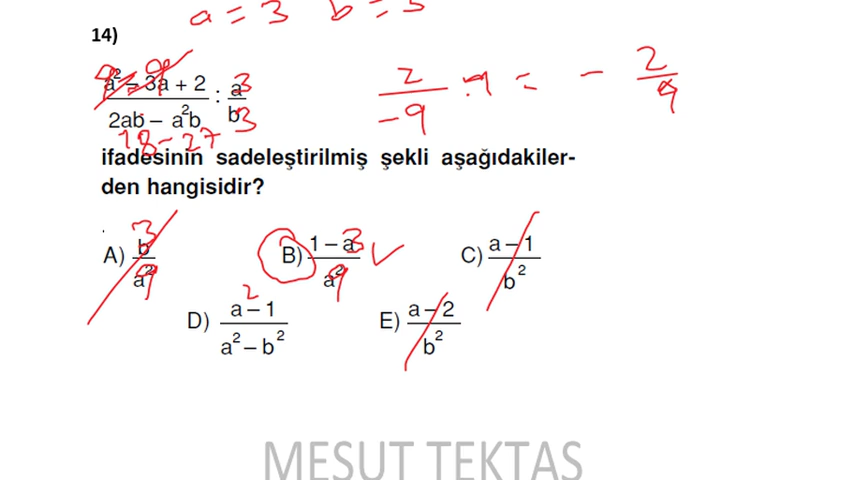 a = 3 b = 3
14)
a² – 3a + 2 / 2ab – a²b : a / b
9 – 9
18 – 27
3
3
2 / –9 · 1 = – 2 / 9
ifadesinin sadeleştirilmiş şekli aşağıdakiler-
den hangisidir?
A) b / a² B) 1 – a / a² C) a – 1 / b²
3 / 9
3 / 9
2
D) a – 1 / a² – b² E) a – 2 / b²
MESUT TEKTAS